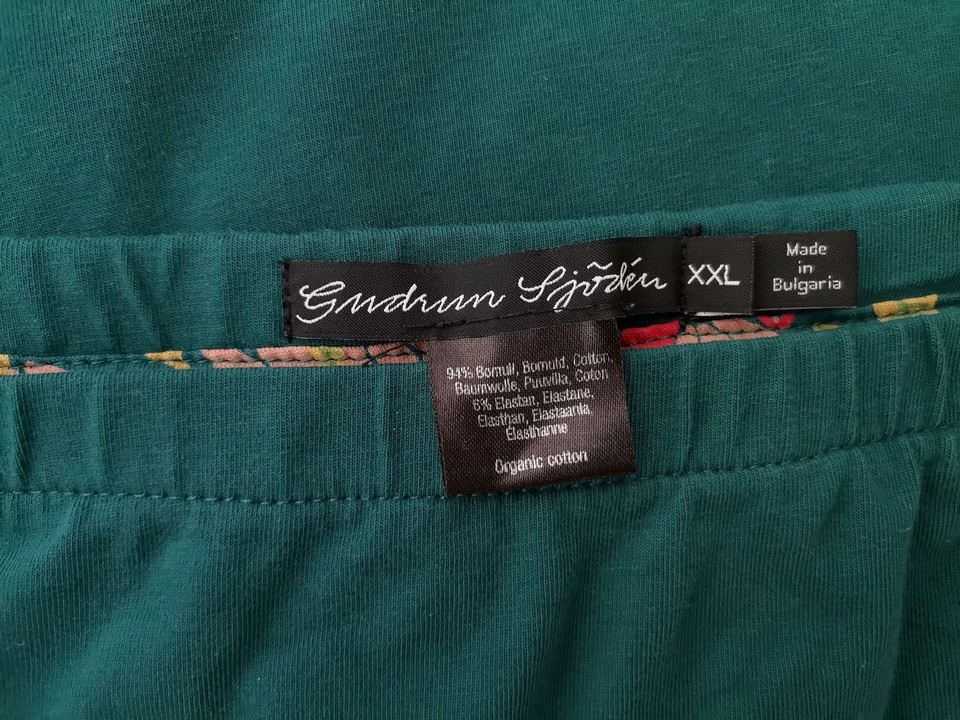 Gudrun Sjödén
XXL
Made
in
Bulgaria
94% Bomull, Bomuld, Cotton,
Baumwolle, Puuvilla, Coton
6% Elastan, Elastane,
Elasthan, Elastaania
Élasthanne
Organic cotton